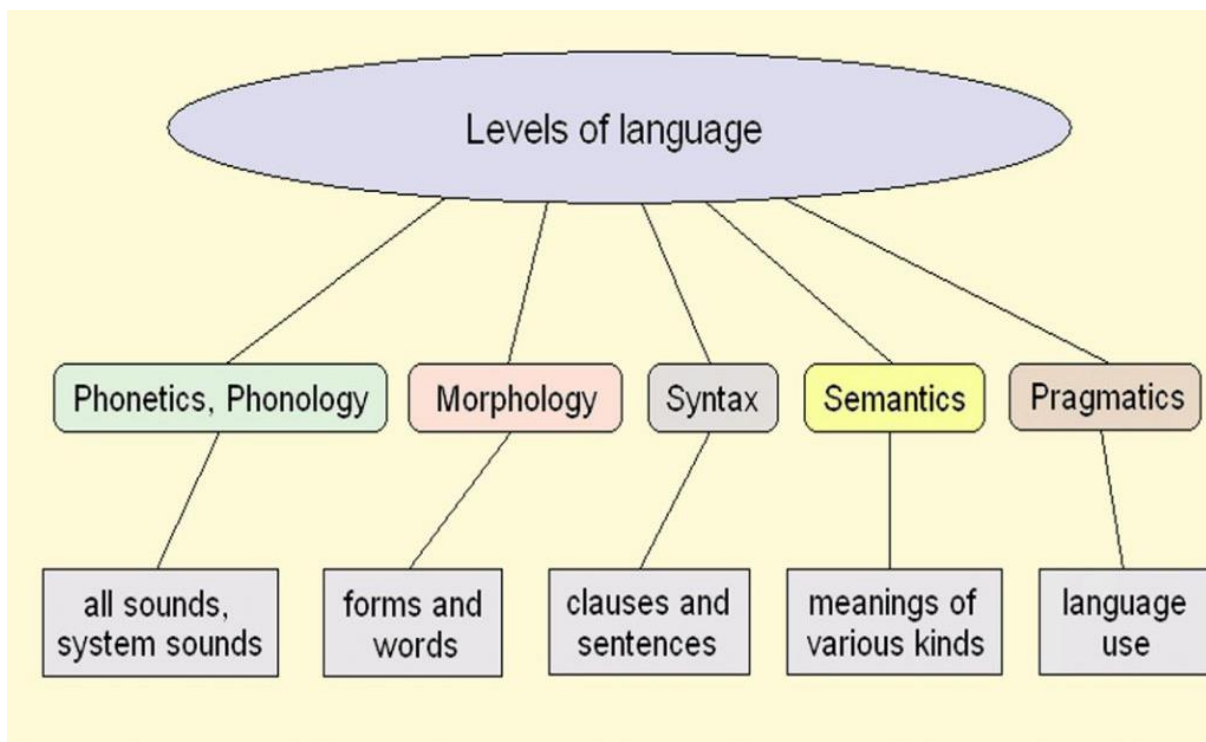 Levels of language
Phonetics, Phonology
Morphology
Syntax
Semantics
Pragmatics
all sounds,
system sounds
forms and
words
clauses and
sentences
meanings of
various kinds
language
use